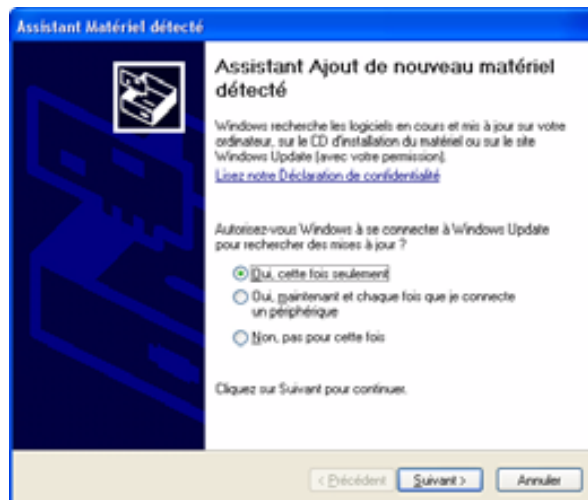 Assistant Matériel détecté
Assistant Ajout de nouveau matériel
détecté
Windows recherche les logiciels en cours et mis à jour sur votre
ordinateur, sur le CD d'installation du matériel ou sur le site
Windows Update (avec votre permission).
Lisez notre Déclaration de confidentialité
Autorisez-vous Windows à se connecter à Windows Update
pour rechercher des mises à jour ?
Oui, cette fois seulement
Oui, maintenant et chaque fois que je connecte
un périphérique
Non, pas pour cette fois
Cliquez sur Suivant pour continuer.
< Précédent Suivant > Annuler